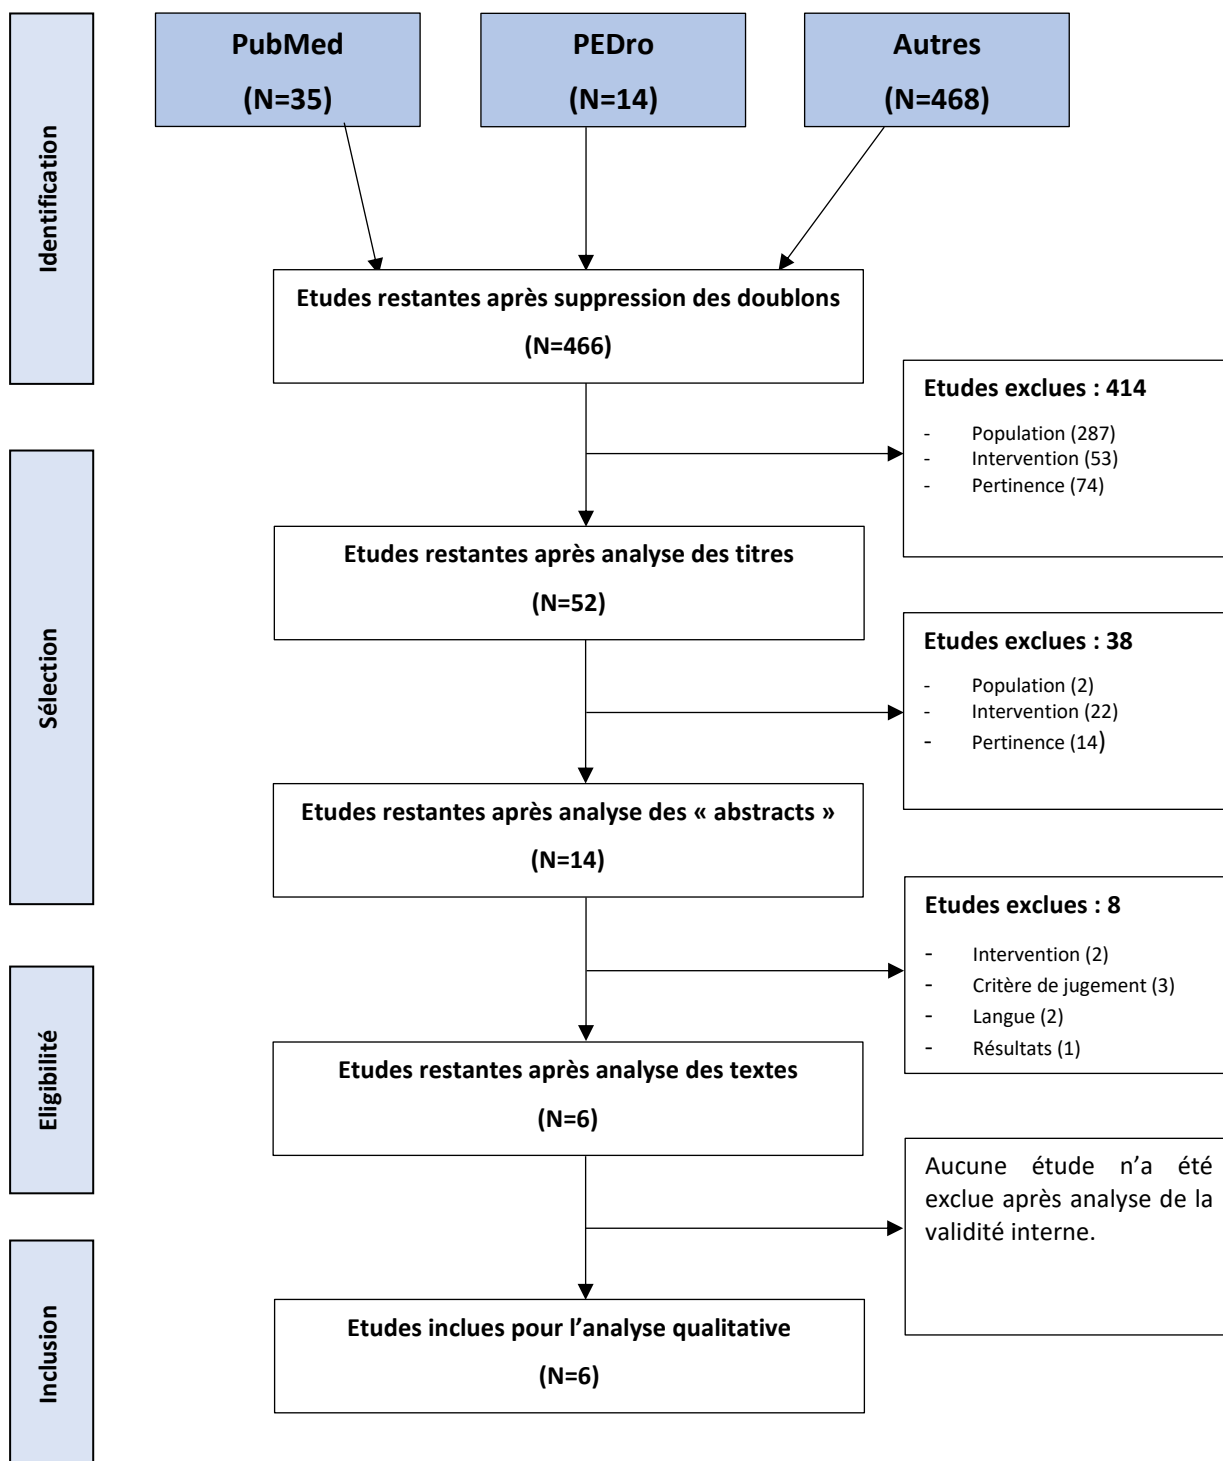 PubMed
(N=35)
PEDro
(N=14)
Autres
(N=468)
Identification
Etudes restantes après suppression des doublons
(N=466)
Etudes exclues : 414
- Population (287)
- Intervention (53)
- Pertinence (74)
Sélection
Etudes restantes après analyse des titres
(N=52)
Etudes exclues : 38
- Population (2)
- Intervention (22)
- Pertinence (14)
Etudes restantes après analyse des « abstracts »
(N=14)
Etudes exclues : 8
- Intervention (2)
- Critère de jugement (3)
- Langue (2)
- Résultats (1)
Eligibilité
Etudes restantes après analyse des textes
(N=6)
Aucune étude n’a été
exclue après analyse de la
validité interne.
Inclusion
Etudes inclues pour l’analyse qualitative
(N=6)